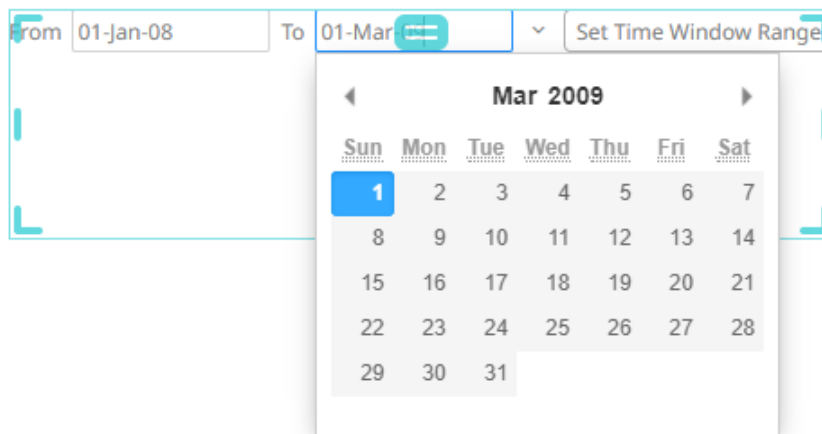 From 01-Jan-08 To 01-Mar-09 Set Time Window Range
Mar 2009
Sun Mon Tue Wed Thu Fri Sat
1 2 3 4 5 6 7
8 9 10 11 12 13 14
15 16 17 18 19 20 21
22 23 24 25 26 27 28
29 30 31